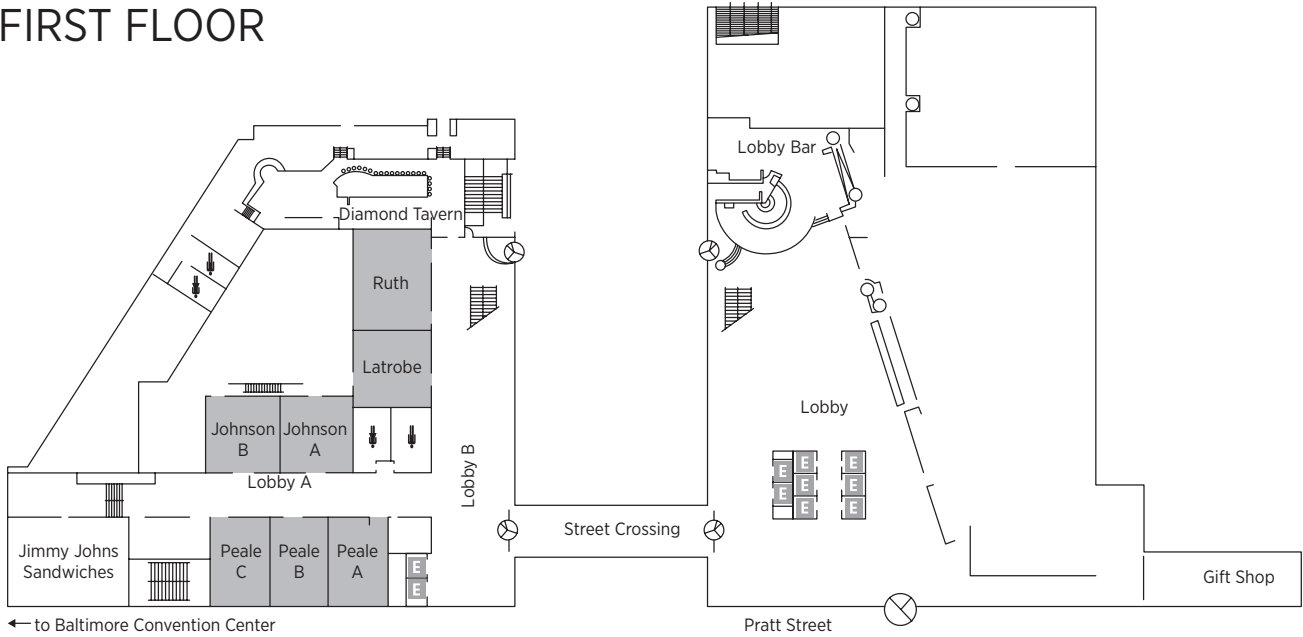 FIRST FLOOR
Lobby Bar
Diamond Tavern
Ruth
Latrobe
Johnson
B
Johnson
A
Lobby
Lobby A
Lobby B
E
E
E
E
E
E
E
E
Street Crossing
Jimmy Johns
Sandwiches
Peale
C
Peale
B
Peale
A
E
E
Gift Shop
to Baltimore Convention Center
Pratt Street